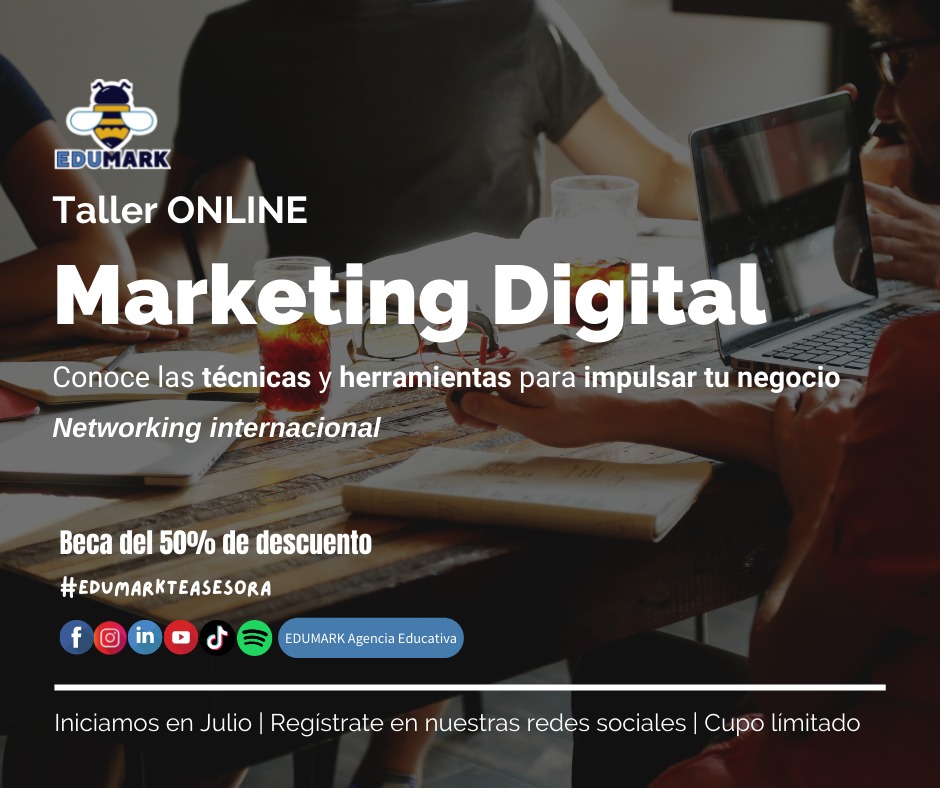 EDUMARK
Taller ONLINE
Marketing Digital
Conoce las técnicas y herramientas para impulsar tu negocio
Networking internacional
Beca del 50% de descuento
#EDUMARKTEASESORA
EDUMARK Agencia Educativa
Iniciamos en Julio | Regístrate en nuestras redes sociales | Cupo límitado